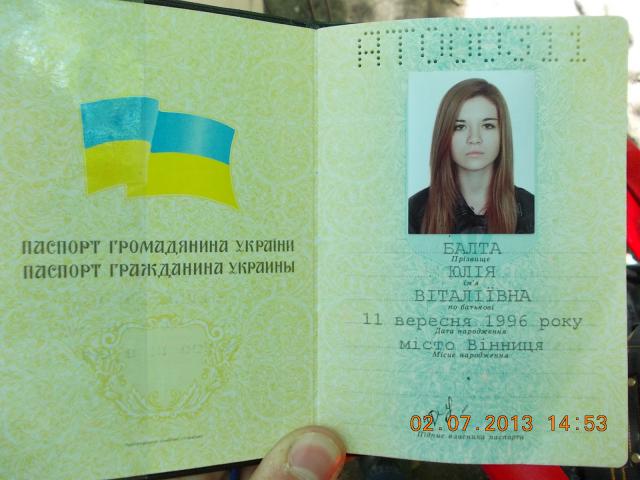 ПАСПОРТ ГРОМАДЯНИНА УКРАЇНИ
ПАСПОРТ ГРАЖДАНИНА УКРАИНЫ
АТ000311
БАЛТА
Прізвище
ЮЛІЯ
Ім'я
ВІТАЛІЇВНА
по батькові
11 вересня 1996 року
Дата народження
місто Вінниця
Місце народження
02.07.2013 14:53
Підпис власника паспорта